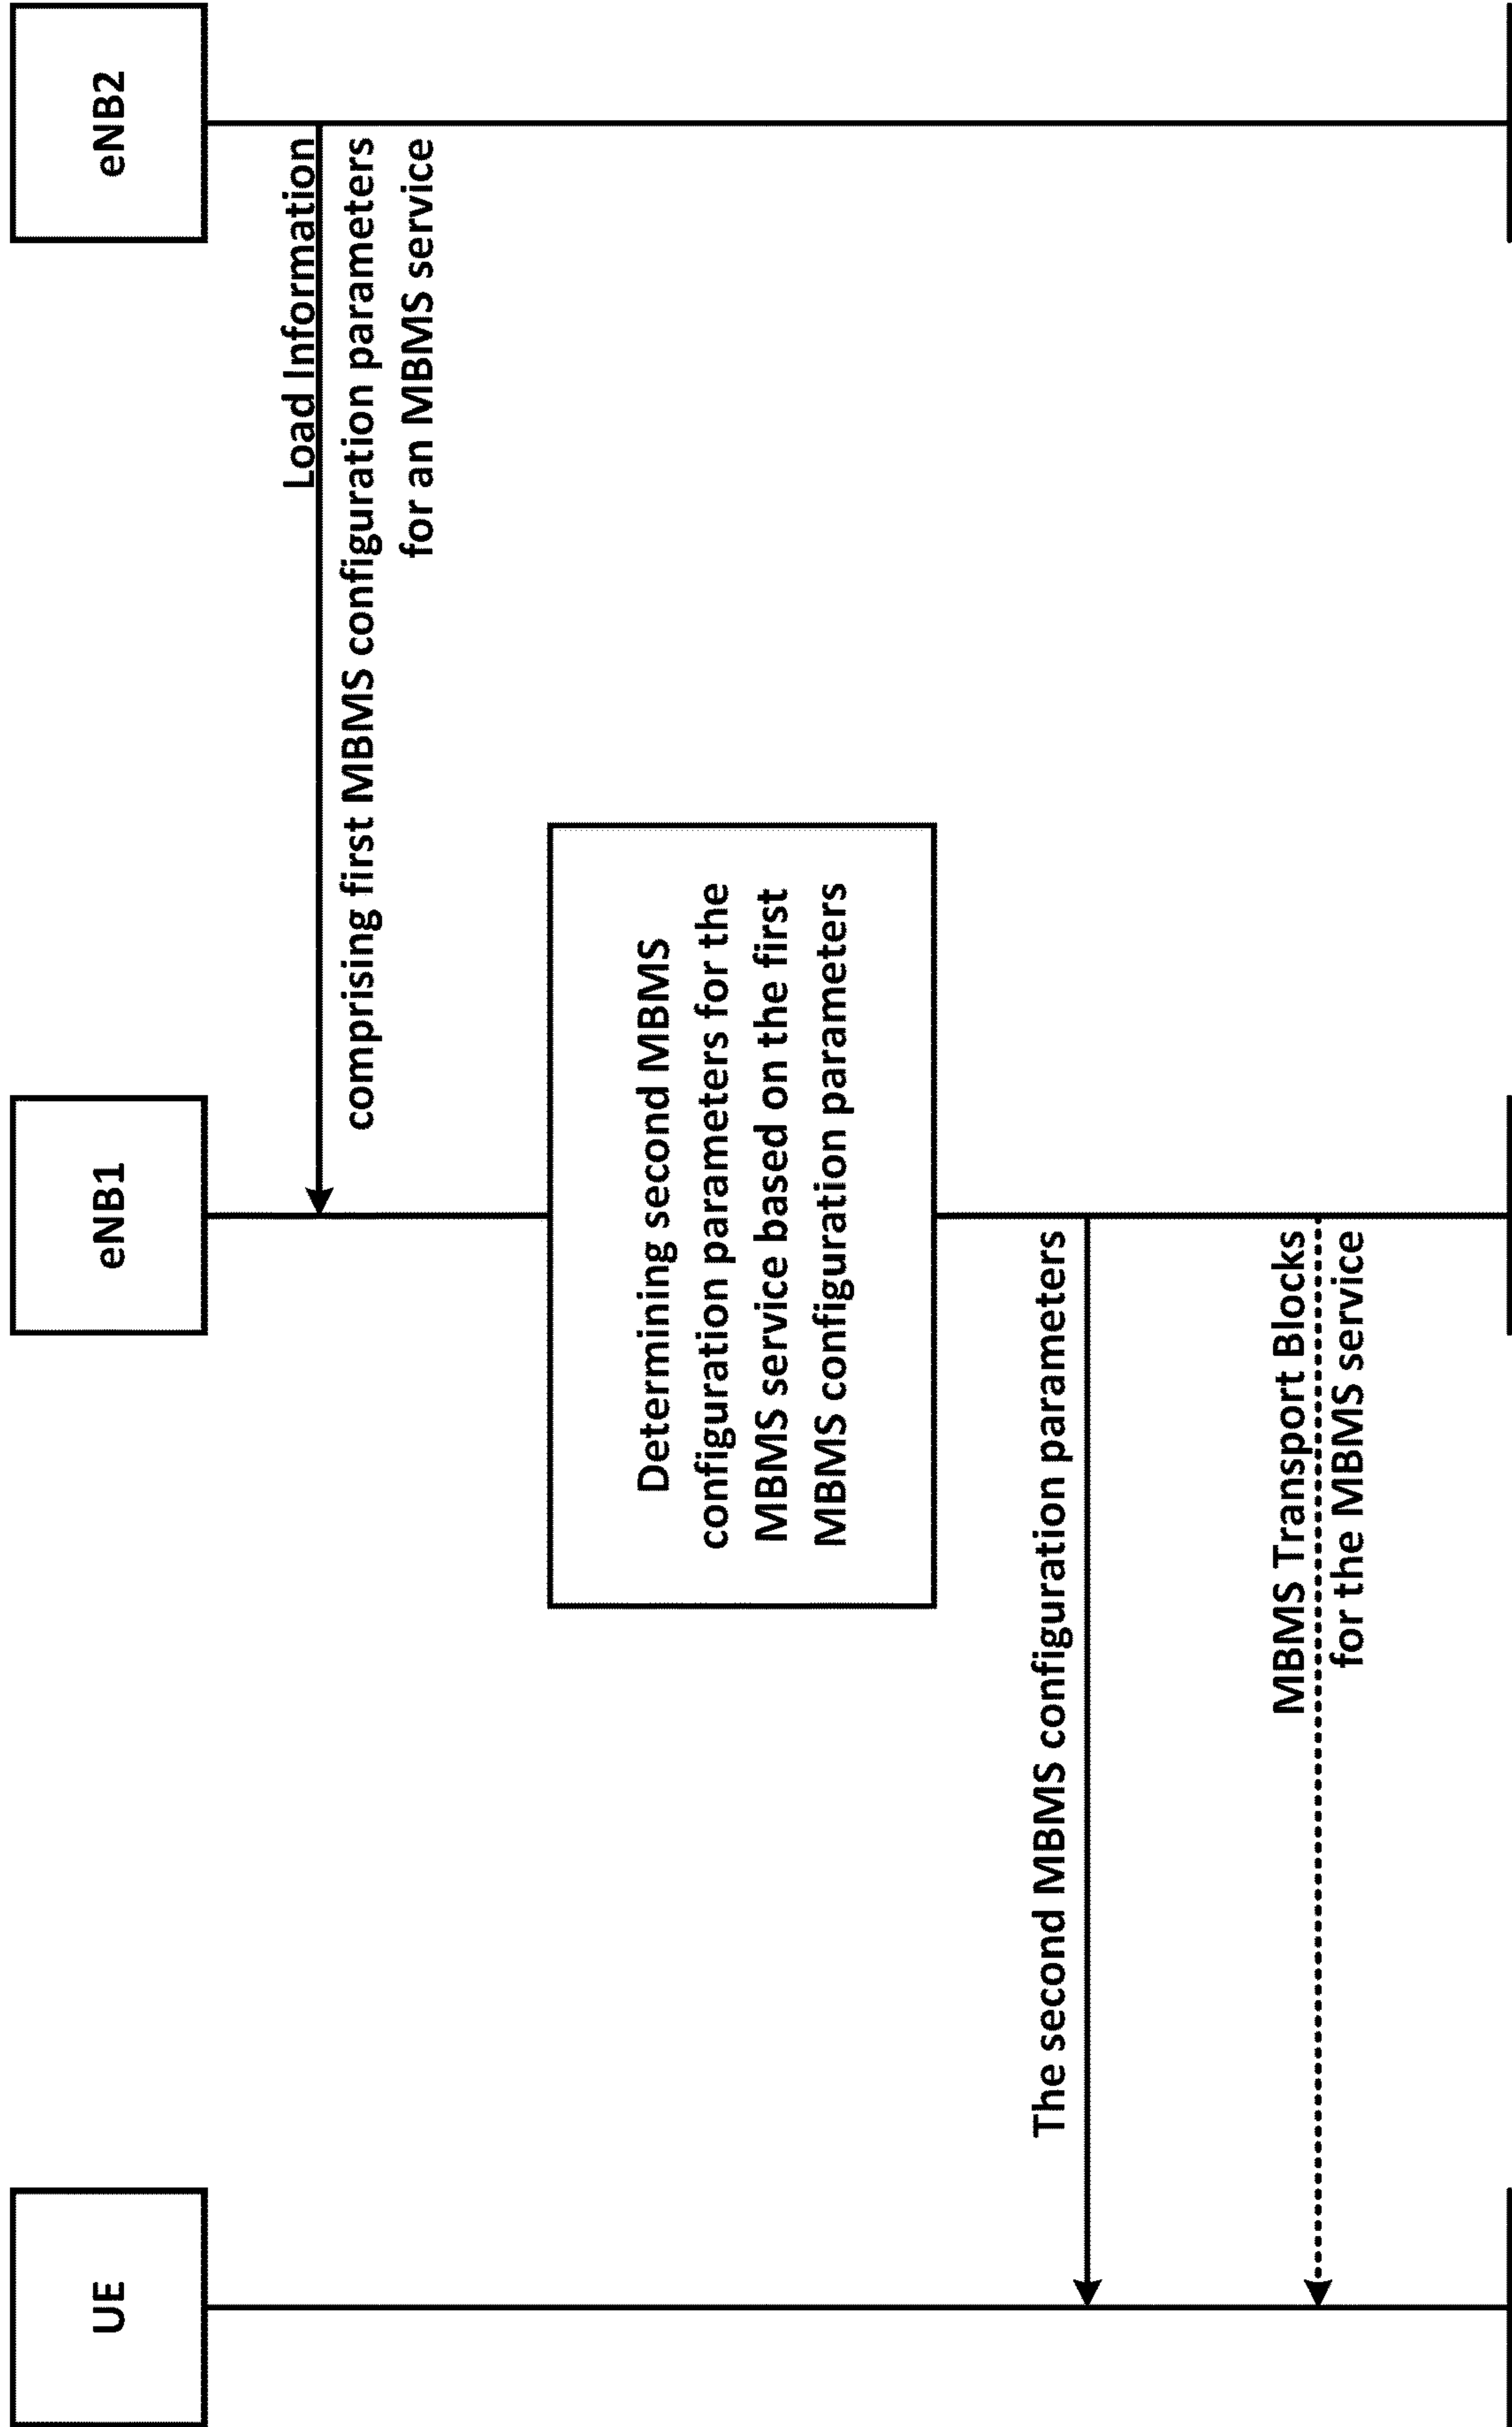 UE
eNB1
eNB2
Load Information
comprising first MBMS configuration parameters
for an MBMS service
Determining second MBMS
configuration parameters for the
MBMS service based on the first
MBMS configuration parameters
The second MBMS configuration parameters
MBMS Transport Blocks
for the MBMS service